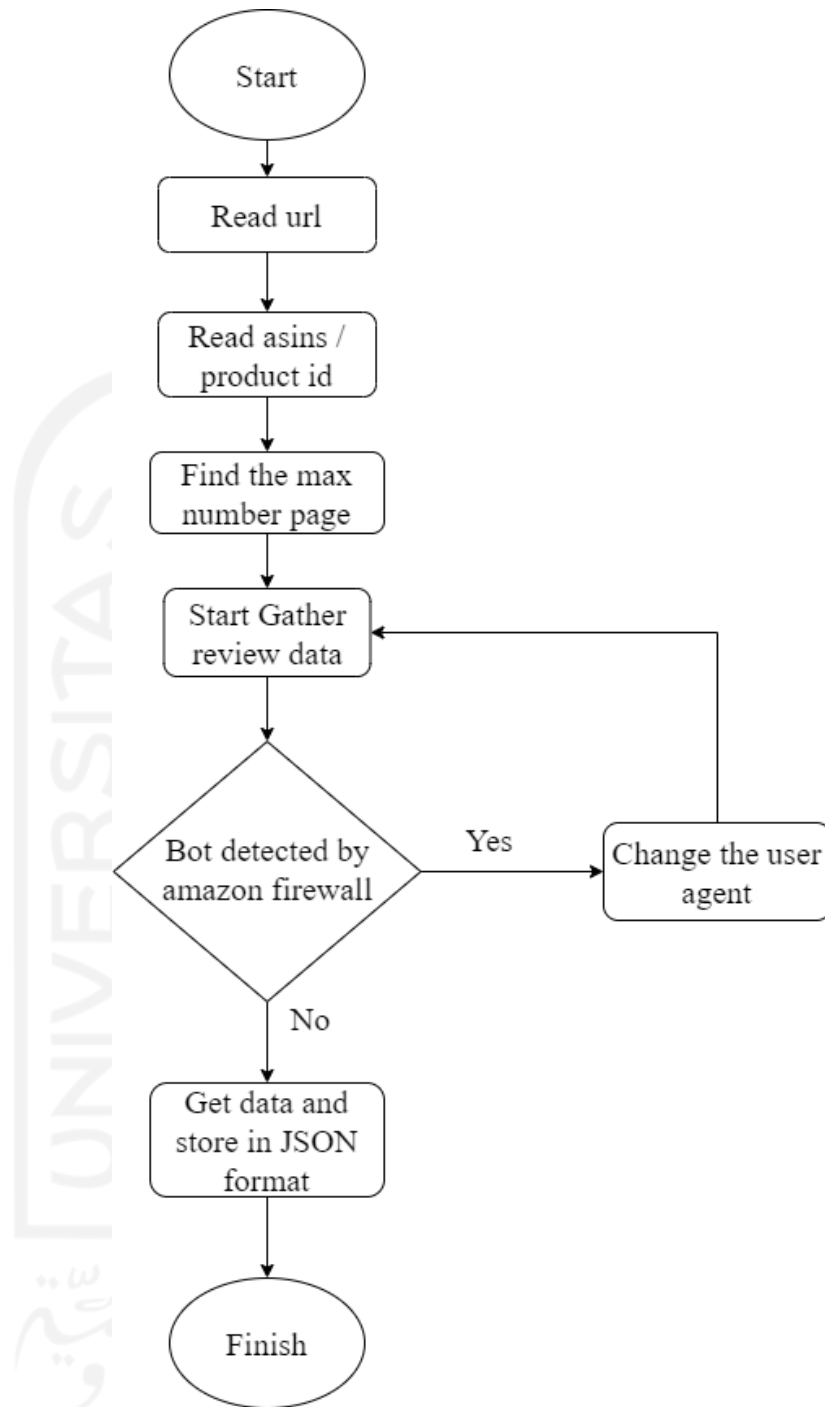 Start
Read url
Read asins /
product id
Find the max
number page
Start Gather
review data
Bot detected by
amazon firewall
Yes
Change the user
agent
No
Get data and
store in JSON
format
Finish
UNIVERSITAS